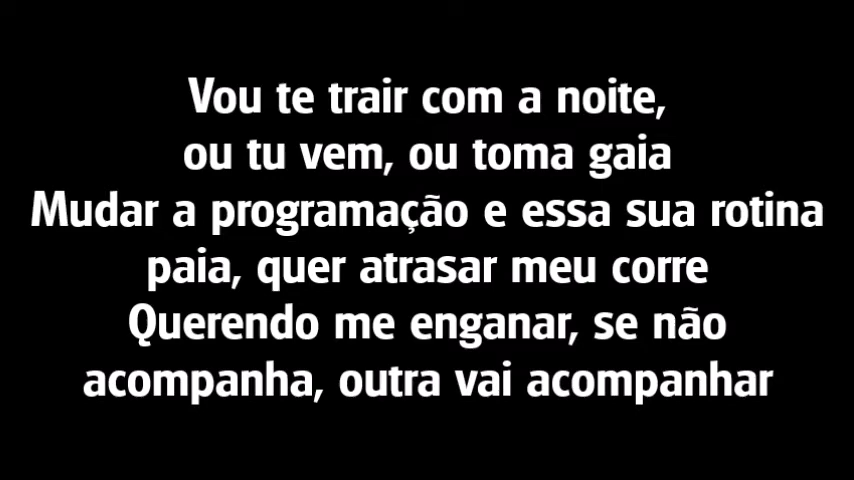 Vou te trair com a noite,
ou tu vem, ou toma gaia
Mudar a programação e essa sua rotina
paia, quer atrasar meu corre
Querendo me enganar, se não
acompanha, outra vai acompanhar